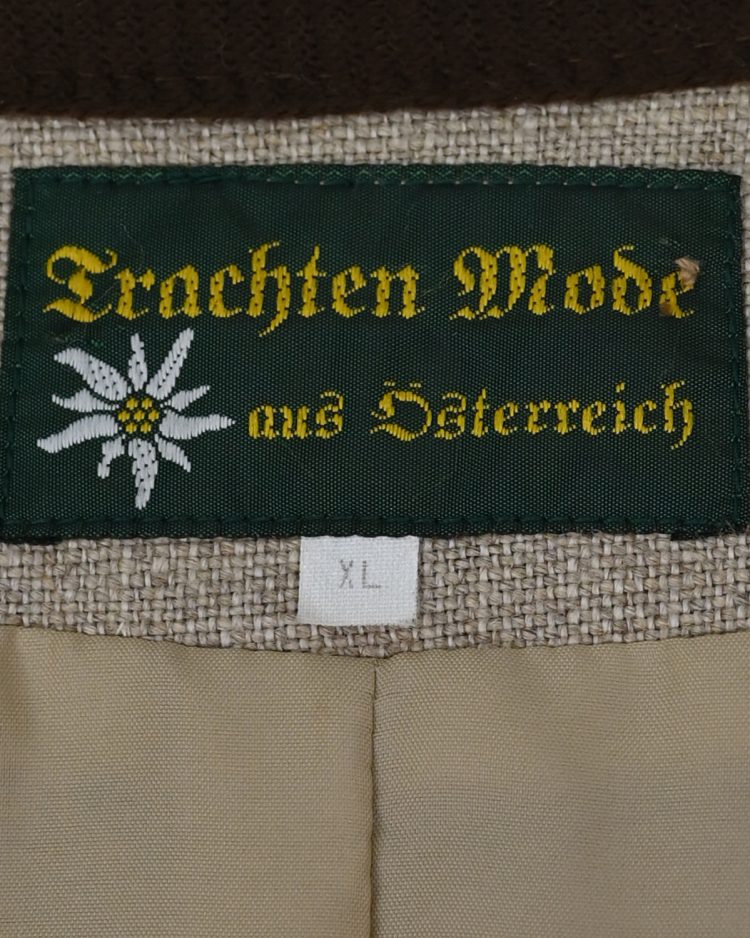 Trachten Mode
aus Österreich
XL